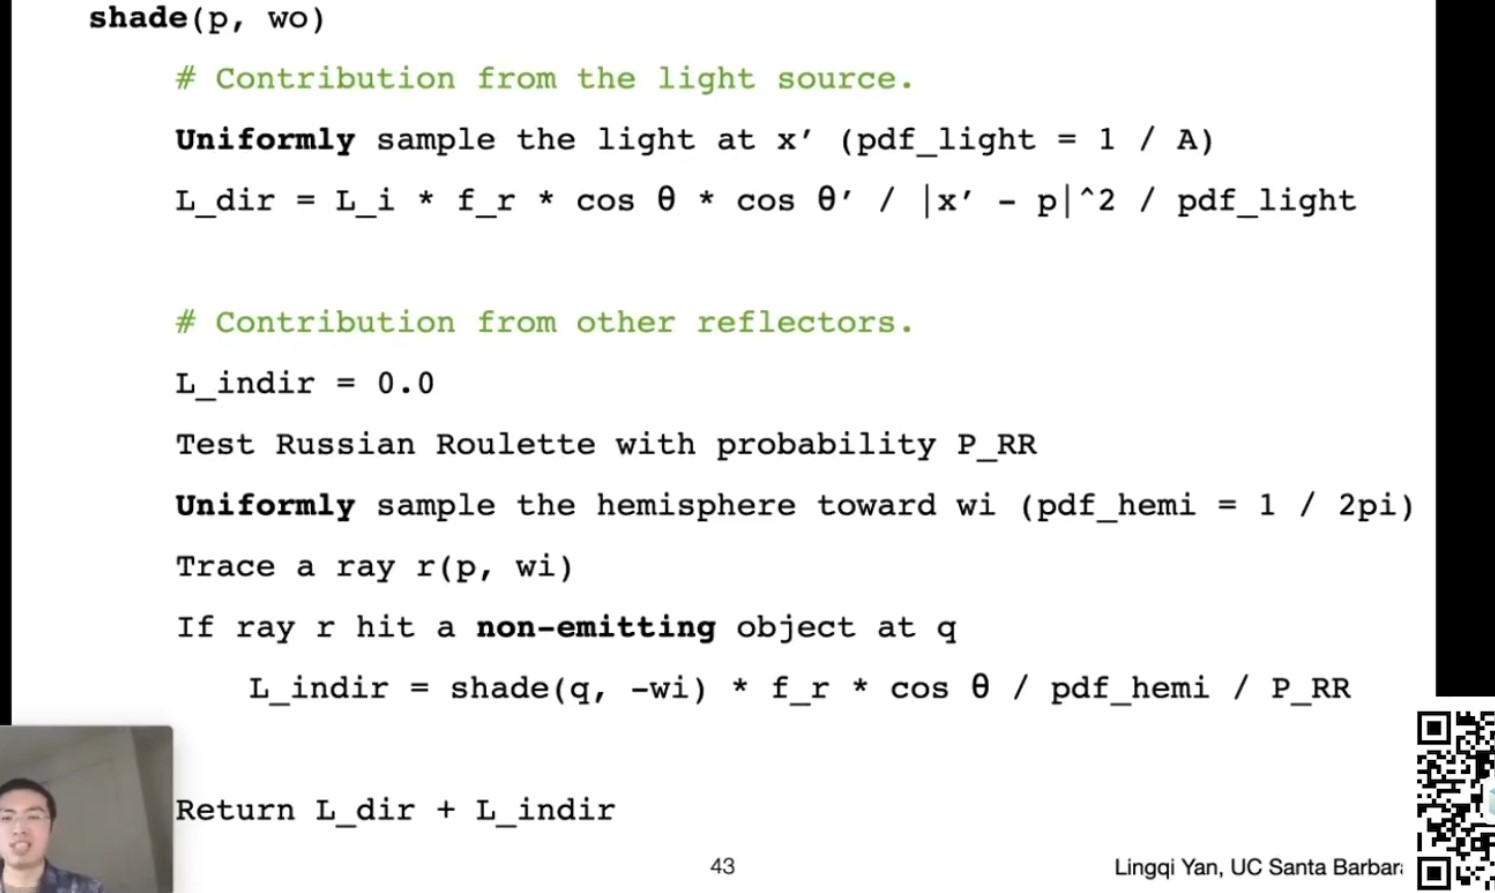 shade(p, wo)
# Contribution from the light source.
Uniformly sample the light at x′ (pdf_light = 1 / A)
L_dir = L_i * f_r * cos θ * cos θ′ / |x′ - p|^2 / pdf_light
# Contribution from other reflectors.
L_indir = 0.0
Test Russian Roulette with probability P_RR
Uniformly sample the hemisphere toward wi (pdf_hemi = 1 / 2pi)
Trace a ray r(p, wi)
If ray r hit a non-emitting object at q
L_indir = shade(q, -wi) * f_r * cos θ / pdf_hemi / P_RR
Return L_dir + L_indir
43
Lingqi Yan, UC Santa Barbar